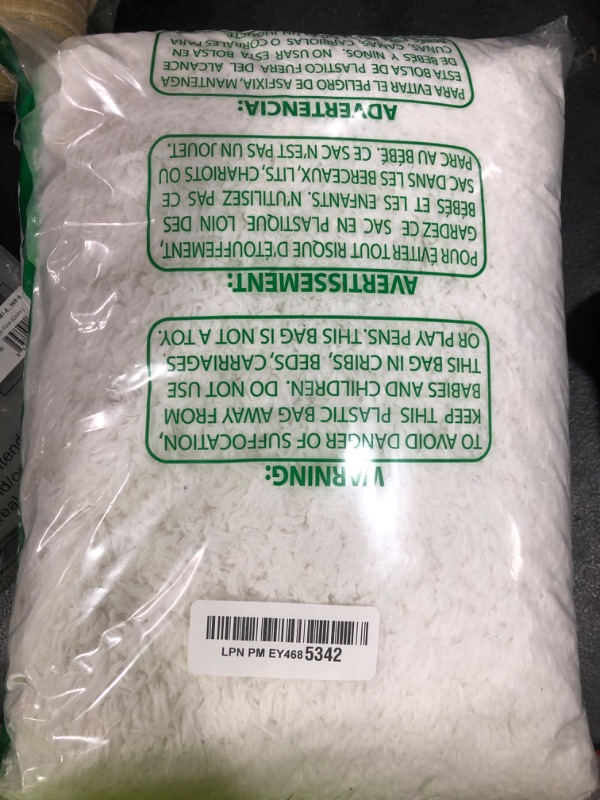 WARNING:
TO AVOID DANGER OF SUFFOCATION,
KEEP THIS PLASTIC BAG AWAY FROM
BABIES AND CHILDREN. DO NOT USE
THIS BAG IN CRIBS, BEDS, CARRIAGES
OR PLAY PENS.THIS BAG IS NOT A TOY.
AVERTISSEMENT:
POUR ÉVITER TOUT RISQUE D'ÉTOUFFEMENT,
GARDEZ CE SAC EN PLASTIQUE LOIN DES
BÉBÉS ET LES ENFANTS. N'UTILISEZ PAS CE
SAC DANS LES BERCEAUX, LITS, CHARIOTS OU
PARC AU BÉBÉ. CE SAC N'EST PAS UN JOUET.
ADVERTENCIA:
PARA EVITAR EL PELIGRO DE ASFIXIA, MANTENGA
ESTA BOLSA DE PLASTICO FUERA DEL ALCANCE
DE BEBÉS Y NIÑOS. NO USAR ESTA BOLSA EN
CUNAS, CAMAS, CARRIOLAS O CORRALES PARA
LPN PM EY4685342